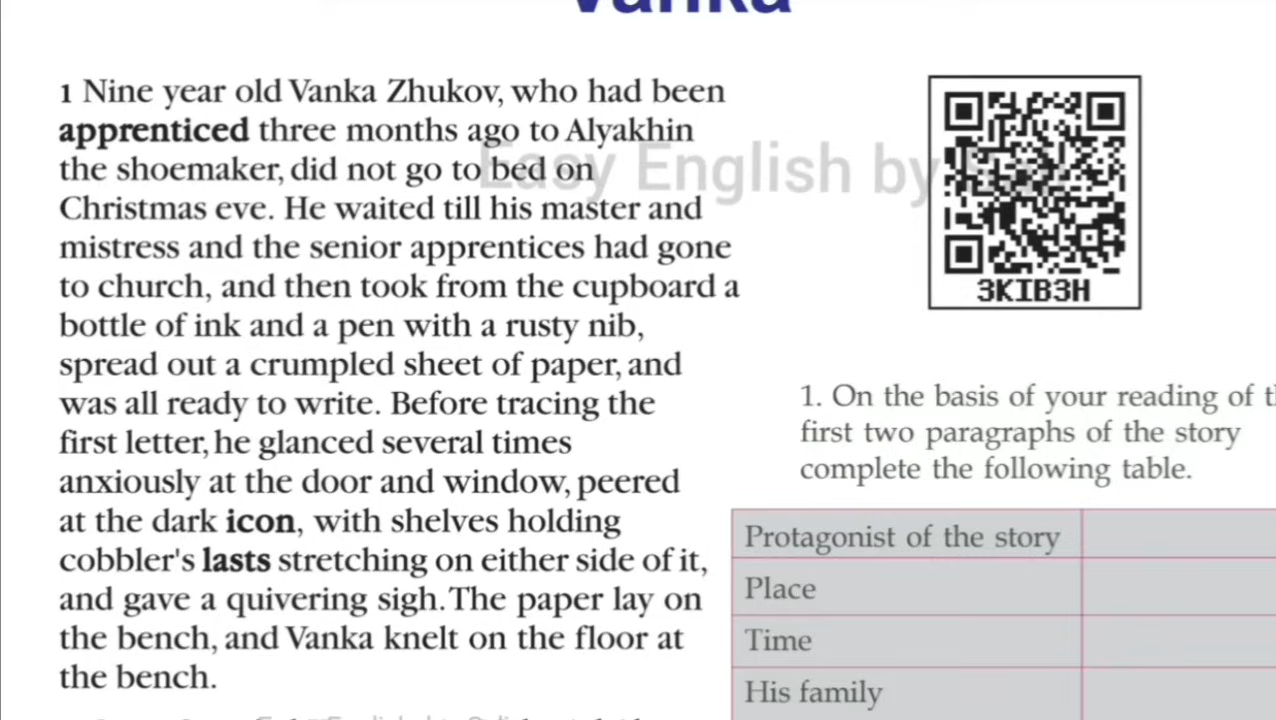 Vanka
1 Nine year old Vanka Zhukov, who had been
apprenticed three months ago to Alyakhin
the shoemaker, did not go to bed on
Christmas eve. He waited till his master and
mistress and the senior apprentices had gone
to church, and then took from the cupboard a
bottle of ink and a pen with a rusty nib,
spread out a crumpled sheet of paper, and
was all ready to write. Before tracing the
first letter, he glanced several times
anxiously at the door and window, peered
at the dark icon, with shelves holding
cobbler's lasts stretching on either side of it,
and gave a quivering sigh. The paper lay on
the bench, and Vanka knelt on the floor at
the bench.
Easy English by
3KIB3H
1. On the basis of your reading of
first two paragraphs of the story
complete the following table.
Protagonist of the story
Place
Time
His family